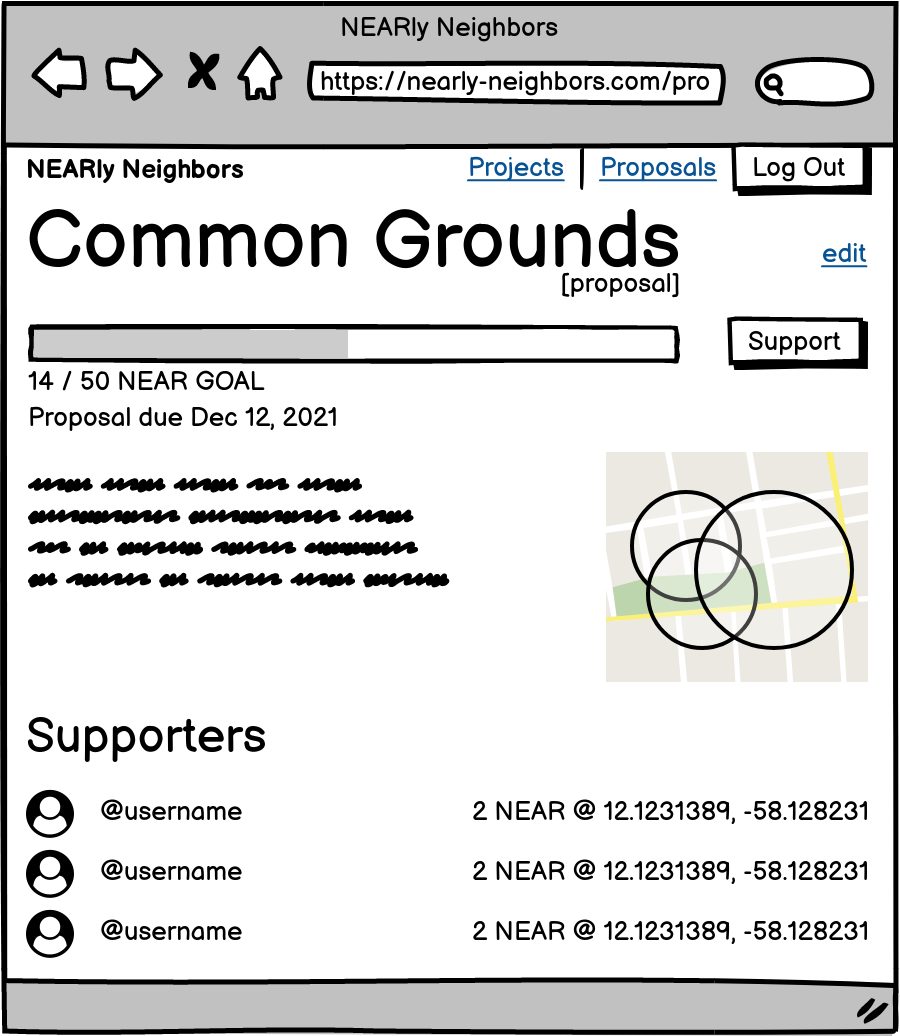 NEARly Neighbors
https://nearly-neighbors.com/pro
NEARly Neighbors Projects Proposals Log Out
Common Grounds
edit
[proposal]
Support
14 / 50 NEAR GOAL
Proposal due Dec 12, 2021
Supporters
@username 2 NEAR @ 12.1231389, -58.128231
@username 2 NEAR @ 12.1231389, -58.128231
@username 2 NEAR @ 12.1231389, -58.128231